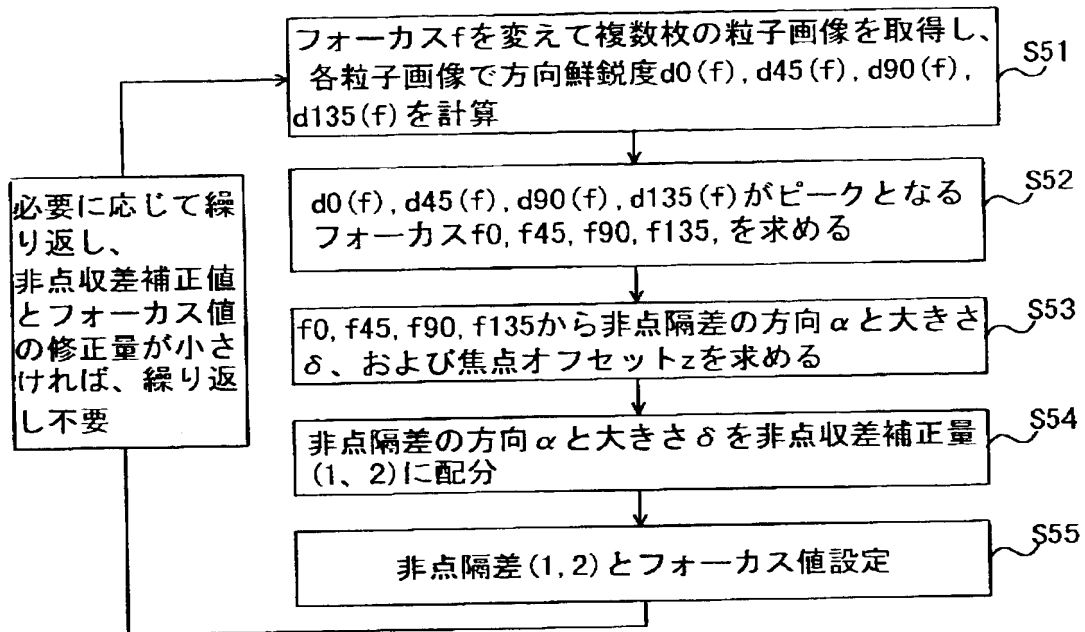 フォーカスfを変えて複数枚の粒子画像を取得し、
各粒子画像で方向鮮鋭度d0(f),d45(f),d90(f),
d135(f)を計算
S51
d0(f),d45(f),d90(f),d135(f)がピークとなる
フォーカスf0,f45,f90,f135,を求める
S52
f0,f45,f90,f135から非点隔差の方向αと大きさ
δ、および焦点オフセットzを求める
S53
非点隔差の方向αと大きさδを非点収差補正量
(1、2)に配分
S54
非点隔差(1,2)とフォーカス値設定
S55
必要に応じて繰
り返し、
非点収差補正値
とフォーカス値
の修正量が小さ
ければ、繰り返
し不要